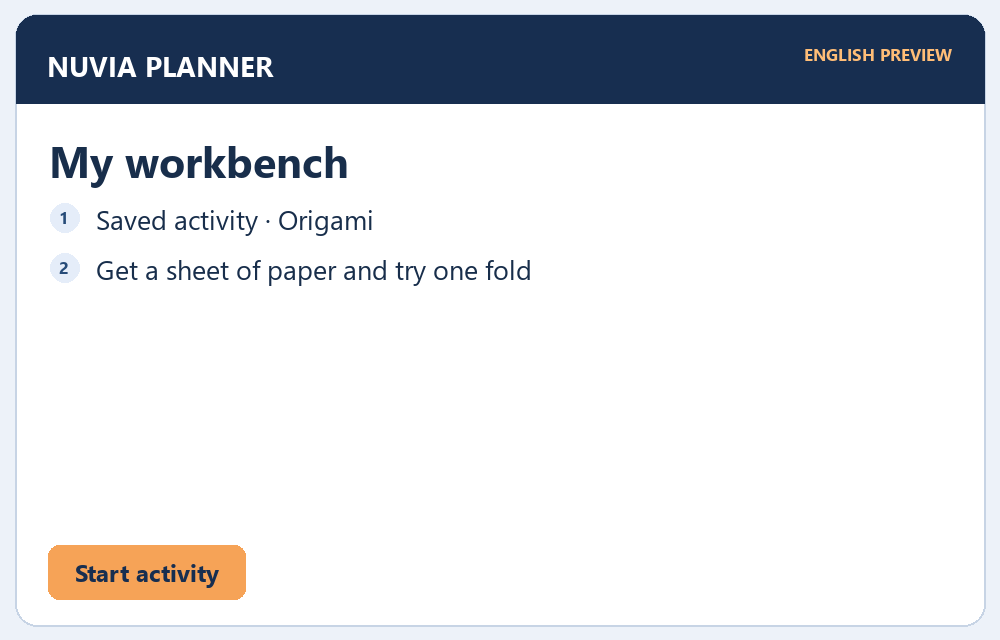 NUVIA PLANNER
ENGLISH PREVIEW
My workbench
1 Saved activity · Origami
2 Get a sheet of paper and try one fold
Start activity